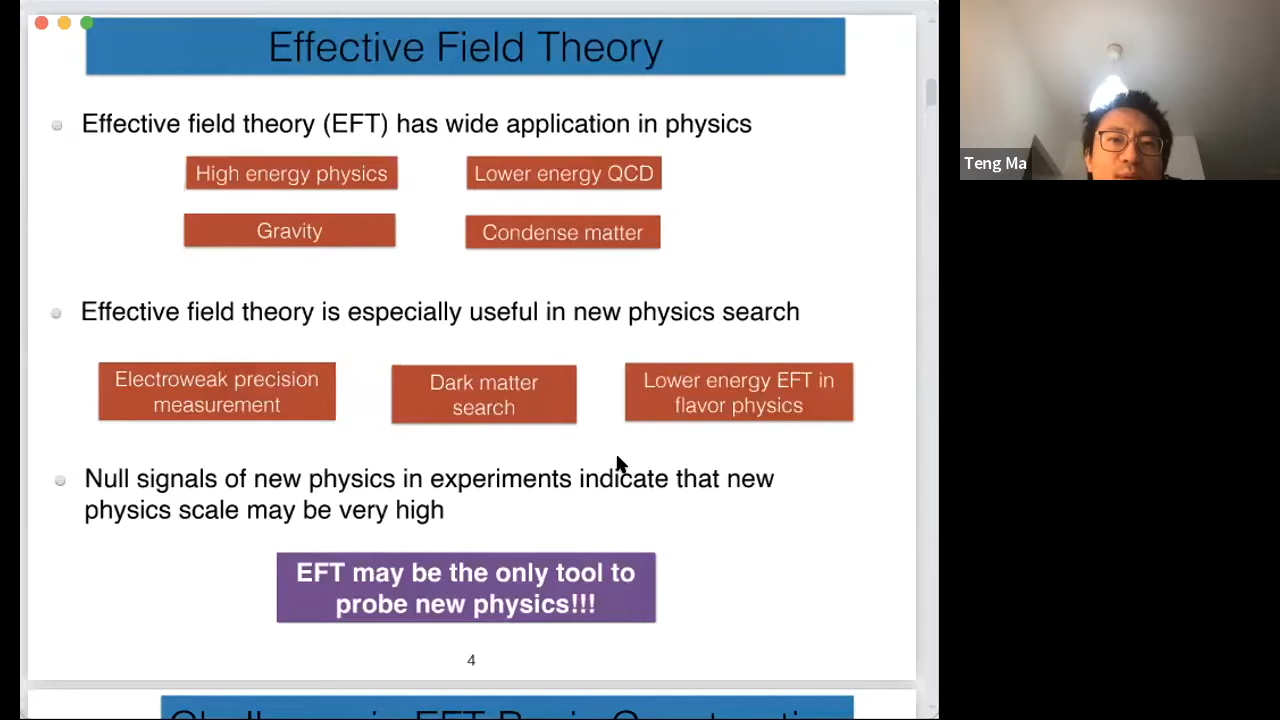 Effective Field Theory
Effective field theory (EFT) has wide application in physics
High energy physics
Lower energy QCD
Gravity
Condense matter
Effective field theory is especially useful in new physics search
Electroweak precision
measurement
Dark matter
search
Lower energy EFT in
flavor physics
Null signals of new physics in experiments indicate that new
physics scale may be very high
EFT may be the only tool to
probe new physics!!!
4
Teng Ma